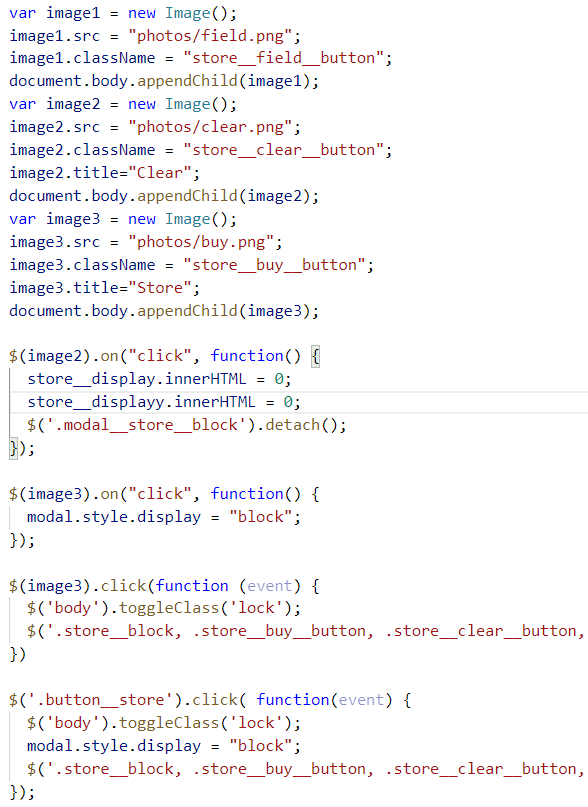 var image1 = new Image();
image1.src = "photos/field.png";
image1.className = "store__field__button";
document.body.appendChild(image1);
var image2 = new Image();
image2.src = "photos/clear.png";
image2.className = "store__clear__button";
image2.title="Clear";
document.body.appendChild(image2);
var image3 = new Image();
image3.src = "photos/buy.png";
image3.className = "store__buy__button";
image3.title="Store";
document.body.appendChild(image3);
$(image2).on("click", function() {
store__display.innerHTML = 0;
store__displayy.innerHTML = 0;
$('.modal__store__block').detach();
});
$(image3).on("click", function() {
modal.style.display = "block";
});
$(image3).click(function (event) {
$('body').toggleClass('lock');
$('.store__block, .store__buy__button, .store__clear__button,
})
$('.button__store').click( function(event) {
$('body').toggleClass('lock');
modal.style.display = "block";
$('.store__block, .store__buy__button, .store__clear__button,
});